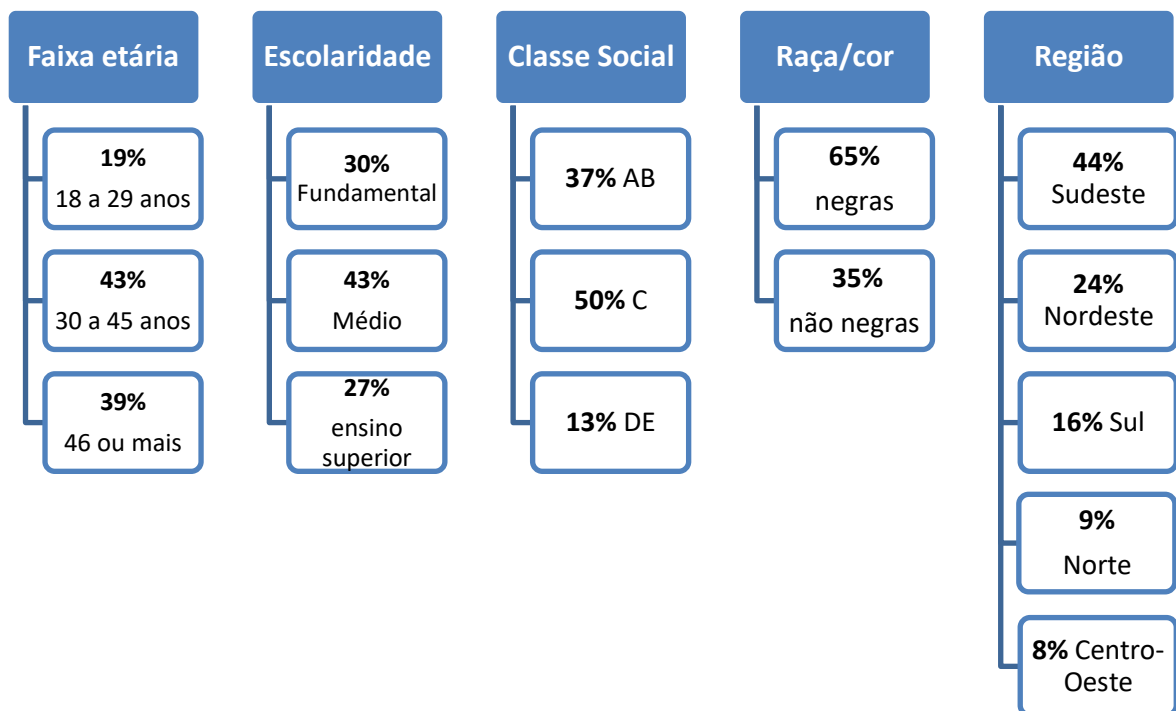 Faixa etária
19%
18 a 29 anos
43%
30 a 45 anos
39%
46 ou mais
Escolaridade
30%
Fundamental
43%
Médio
27%
ensino
superior
Classe Social
37% AB
50% C
13% DE
Raça/cor
65%
negras
35%
não negras
Região
44%
Sudeste
24%
Nordeste
16% Sul
9%
Norte
8% Centro-
Oeste